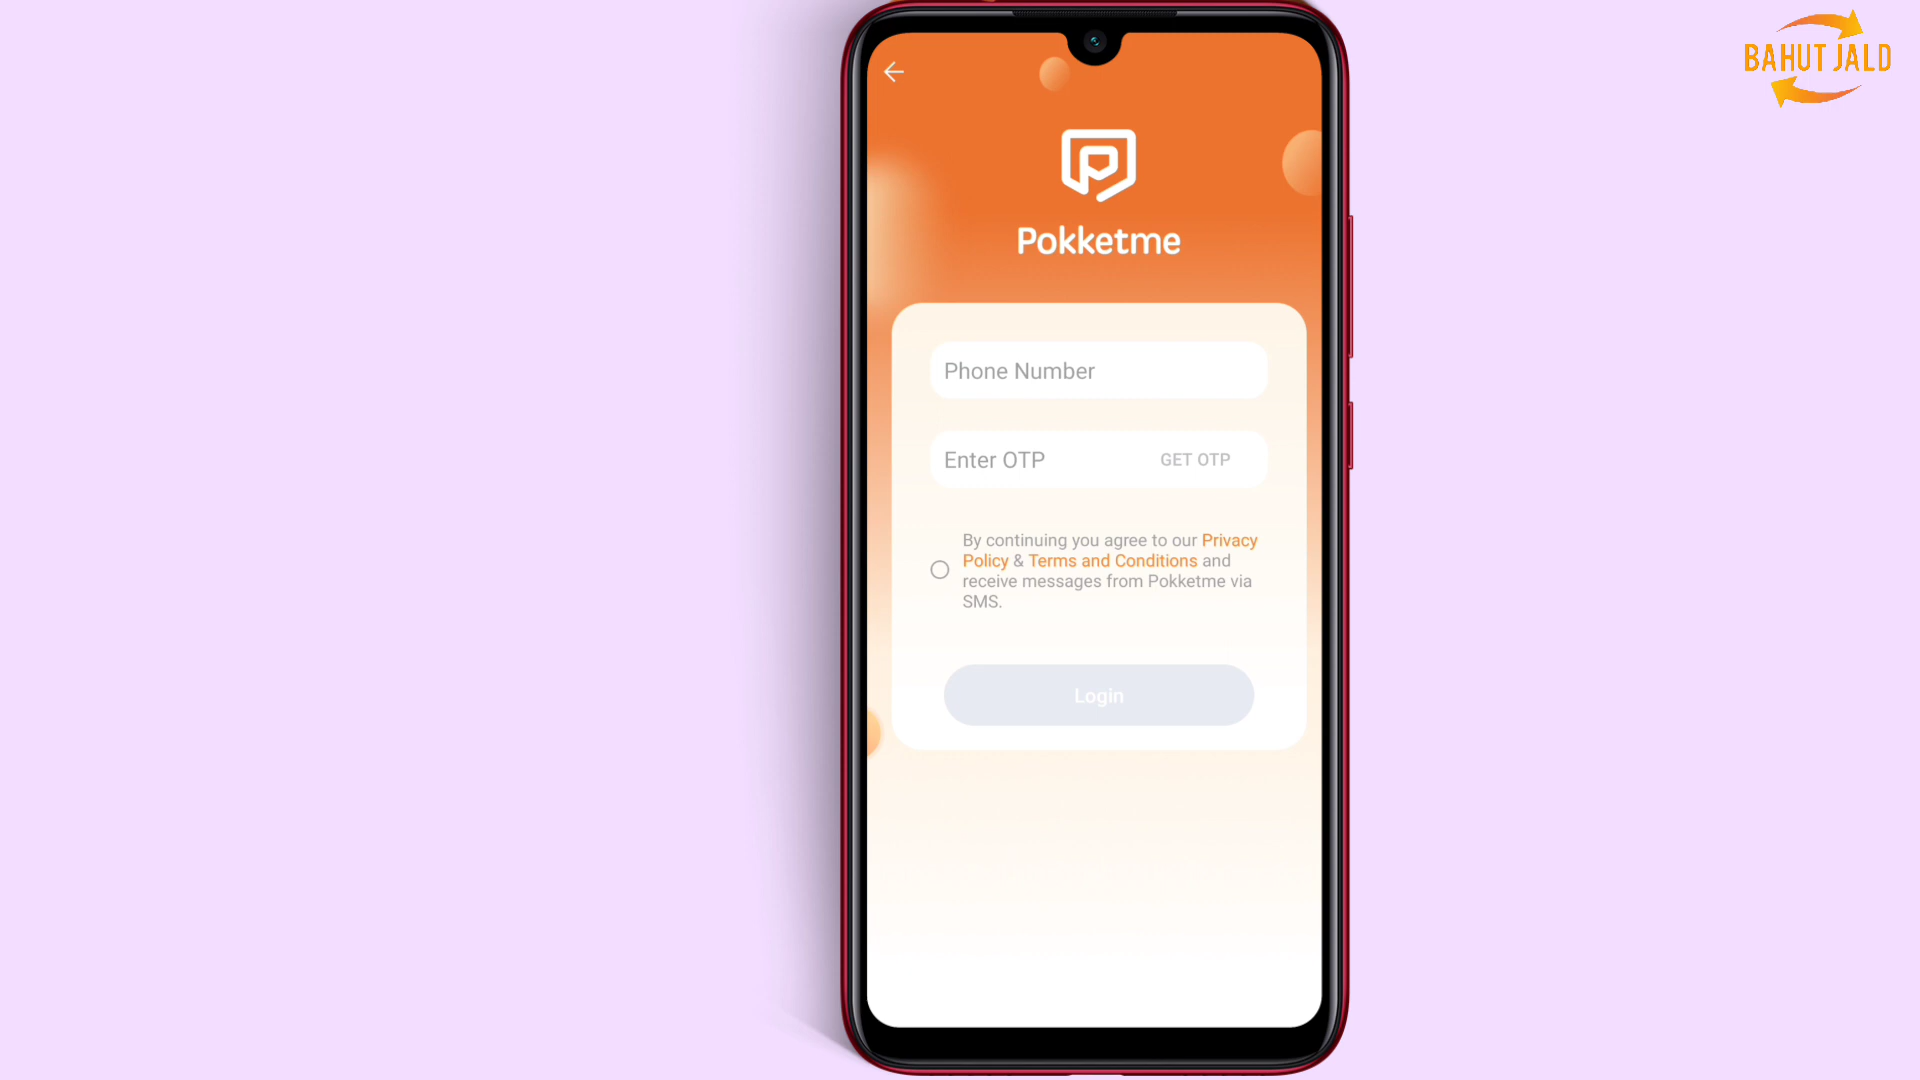 BAHUT JALD
Pokketme
Phone Number
Enter OTP GET OTP
By continuing you agree to our Privacy
Policy & Terms and Conditions and
receive messages from Pokketme via
SMS.
Login